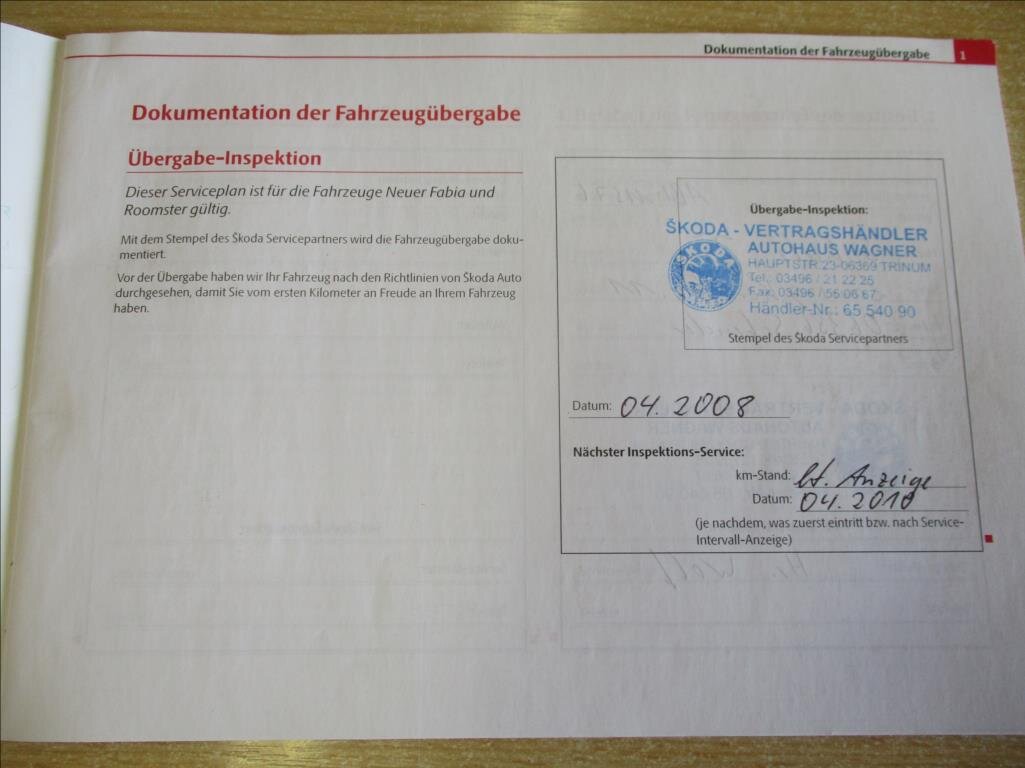 Dokumentation der Fahrzeugübergabe 1
Dokumentation der Fahrzeugübergabe
Übergabe-Inspektion
Dieser Serviceplan ist für die Fahrzeuge Neuer Fabia und
Roomster gültig.
Mit dem Stempel des Škoda Servicepartners wird die Fahrzeugübergabe doku-
mentiert.
Vor der Übergabe haben wir Ihr Fahrzeug nach den Richtlinien von Škoda Auto
durchgesehen, damit Sie vom ersten Kilometer an Freude an Ihrem Fahrzeug
haben.
Übergabe-Inspektion:
ŠKODA - VERTRAGSHÄNDLER
AUTOHAUS WAGNER
HAUPTSTR.23-06369 TRINUM
Tel.: 03496 / 21 22 25
Fax: 03496 / 55 06 67
Händler-Nr.: 65 540 90
ŠKODA
Stempel des Škoda Servicepartners
Datum: 04.2008
Nächster Inspektions-Service:
km-Stand: lt. Anzeige
Datum: 04.2010
(je nachdem, was zuerst eintritt bzw. nach Service-
Intervall-Anzeige)